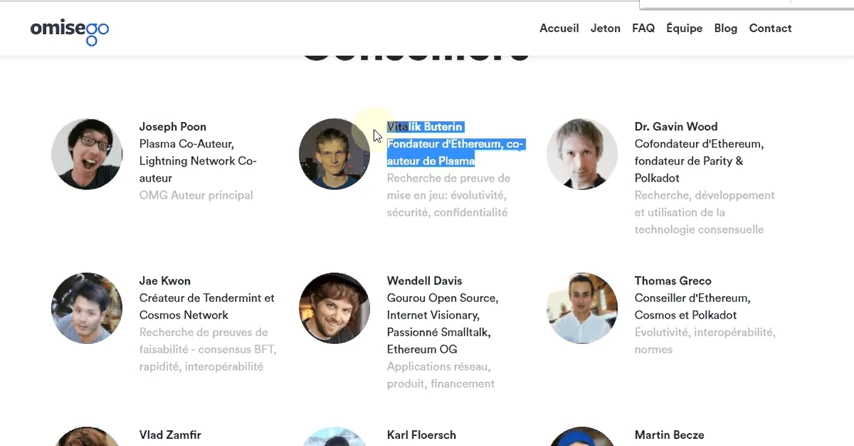 omisego
Accueil Jeton FAQ Équipe Blog Contact
Conseillers
Joseph Poon
Plasma Co-Auteur,
Lightning Network Co-
auteur
OMG Auteur principal
Vitalik Buterin
Fondateur d'Ethereum, co-
auteur de Plasma
Recherche de preuve de
mise en jeu: évolutivité,
sécurité, confidentialité
Dr. Gavin Wood
Cofondateur d'Ethereum,
fondateur de Parity &
Polkadot
Recherche, développement
et utilisation de la
technologie consensuelle
Jae Kwon
Créateur de Tendermint et
Cosmos Network
Recherche de preuves de
faisabilité - consensus BFT,
rapidité, interopérabilité
Wendell Davis
Gourou Open Source,
Internet Visionary,
Passionné Smalltalk,
Ethereum OG
Applications réseau,
produit, financement
Thomas Greco
Conseiller d'Ethereum,
Cosmos et Polkadot
Évolutivité, interopérabilité,
normes
Vlad Zamfir
Karl Floersch
Martin Becze